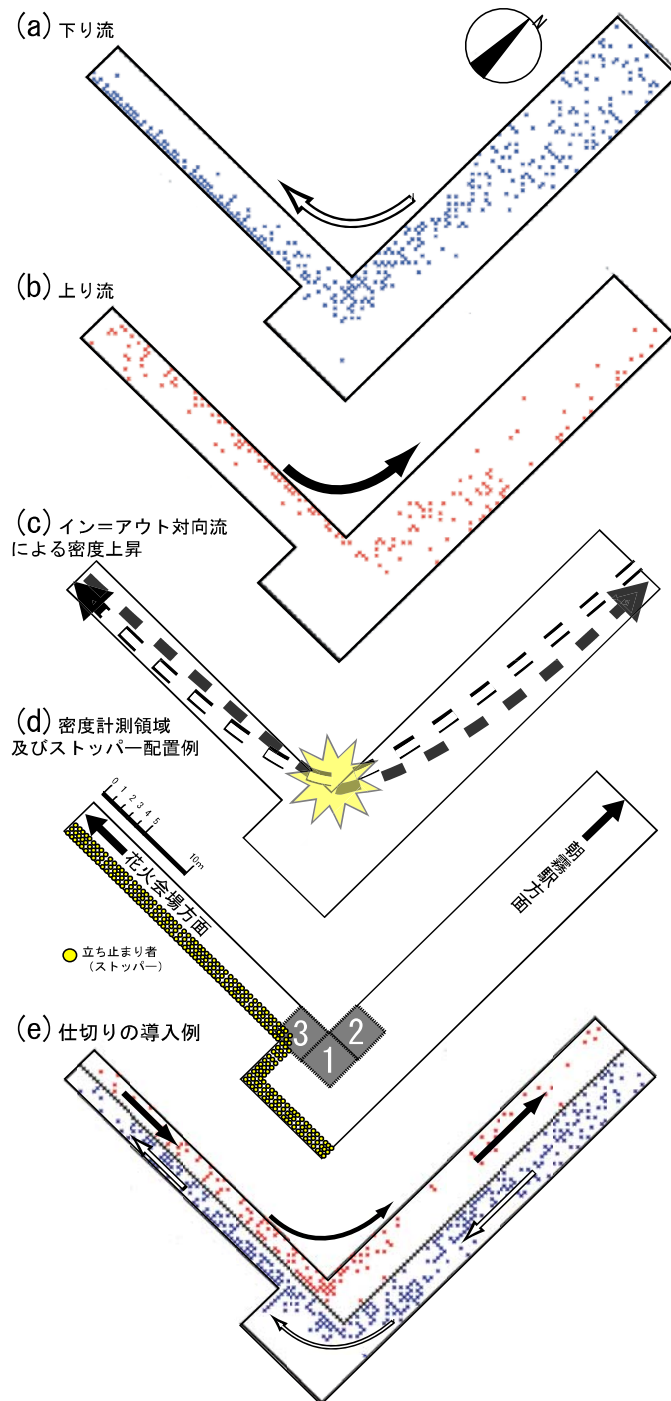 (a) 下り流
N
(b) 上り流
(c) イン=アウト対向流
による密度上昇
(d) 密度計測領域
及びストッパー配置例
0 1 2 3 4 5
10m
花火会場方面
朝霧駅方面
立ち止まり者
(ストッパー)
3
2
1
(e) 仕切りの導入例